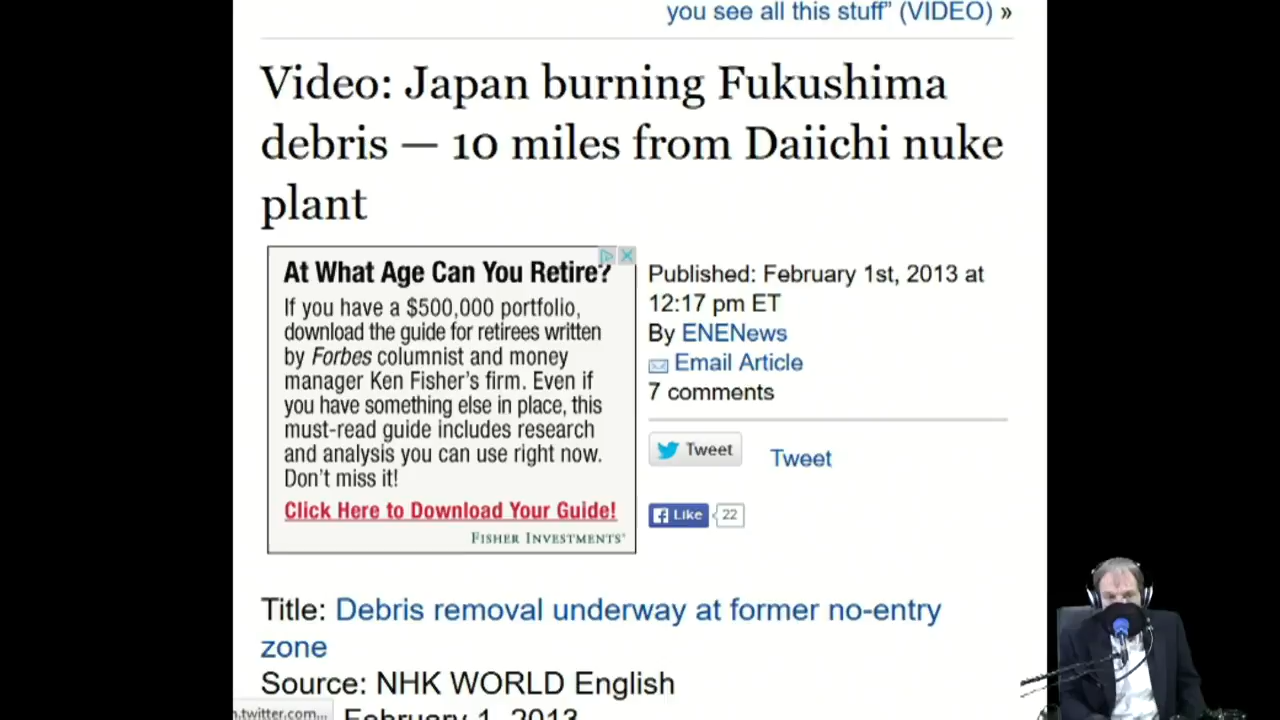 you see all this stuff” (VIDEO) »
Video: Japan burning Fukushima
debris — 10 miles from Daiichi nuke
plant
At What Age Can You Retire?
If you have a $500,000 portfolio,
download the guide for retirees written
by Forbes columnist and money
manager Ken Fisher's firm. Even if
you have something else in place, this
must-read guide includes research
and analysis you can use right now.
Don't miss it!
Click Here to Download Your Guide!
FISHER INVESTMENTS
Published: February 1st, 2013 at
12:17 pm ET
By ENENews
Email Article
7 comments
Tweet Tweet
Like 22
Title: Debris removal underway at former no-entry
zone
Source: NHK WORLD English
.twitter.com... February 1, 2013